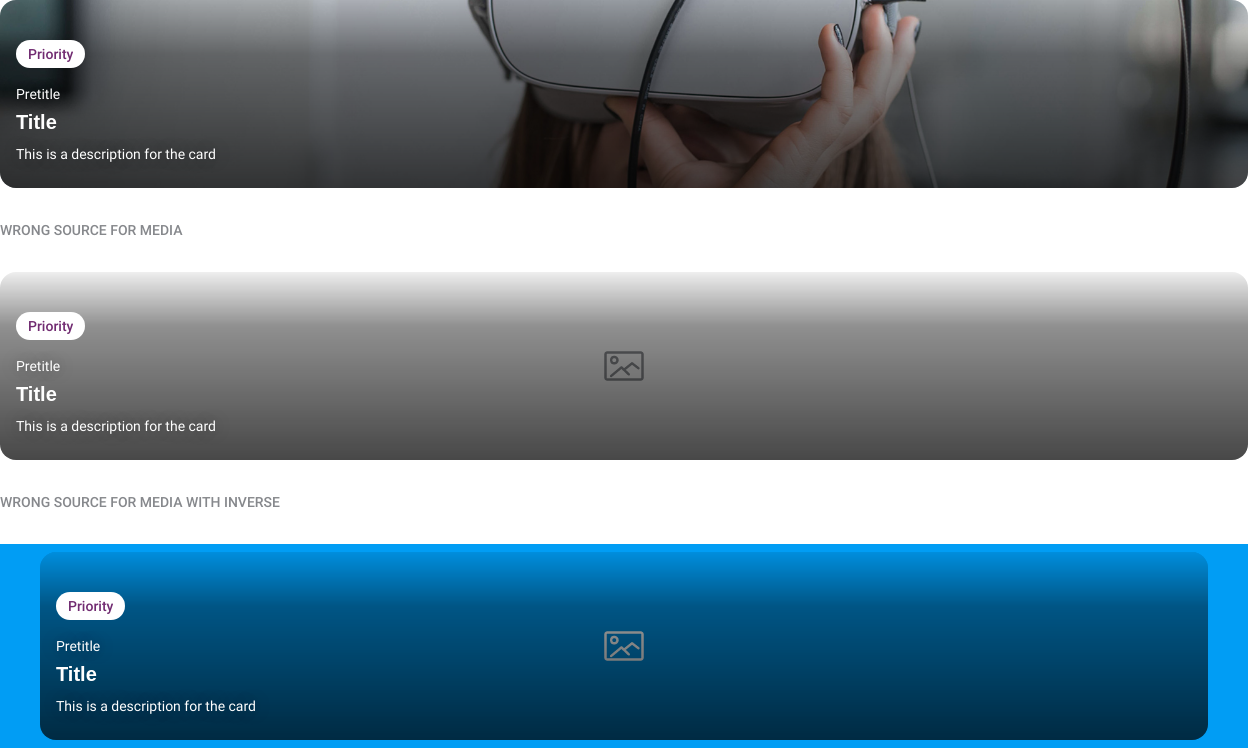 Priority
Pretitle
Title
This is a description for the card
WRONG SOURCE FOR MEDIA
Priority
Pretitle
Title
This is a description for the card
WRONG SOURCE FOR MEDIA WITH INVERSE
Priority
Pretitle
Title
This is a description for the card